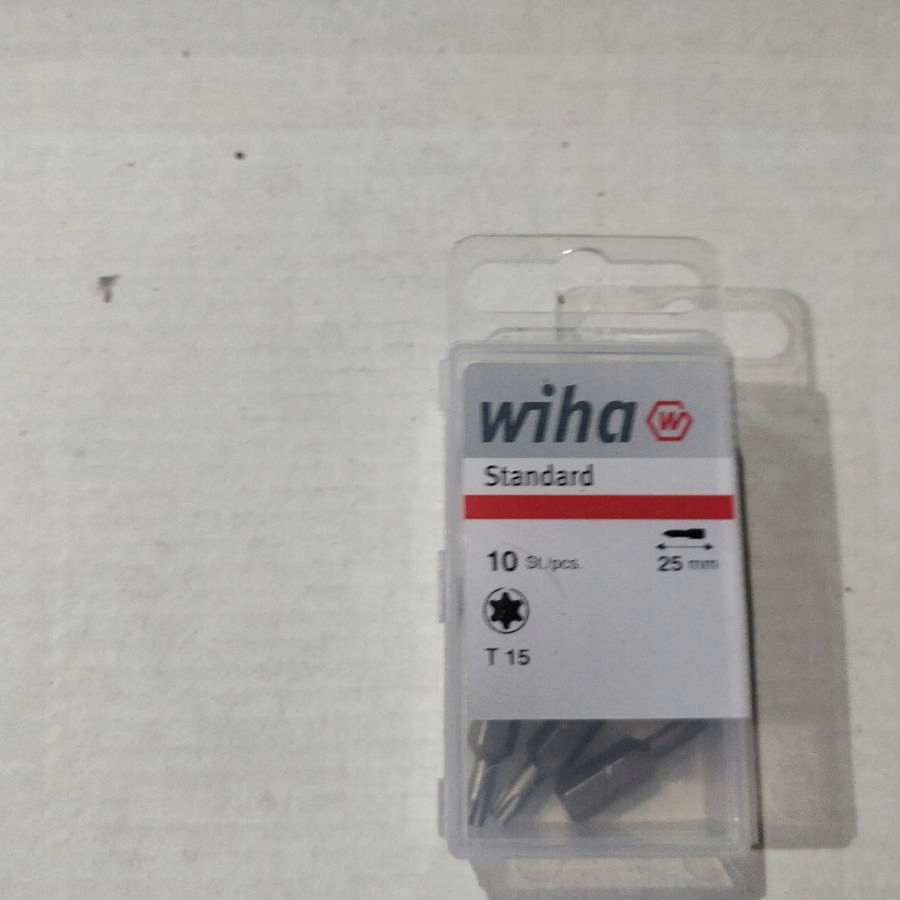 wiha W
Standard
10 St./pcs.
25 mm
T 15